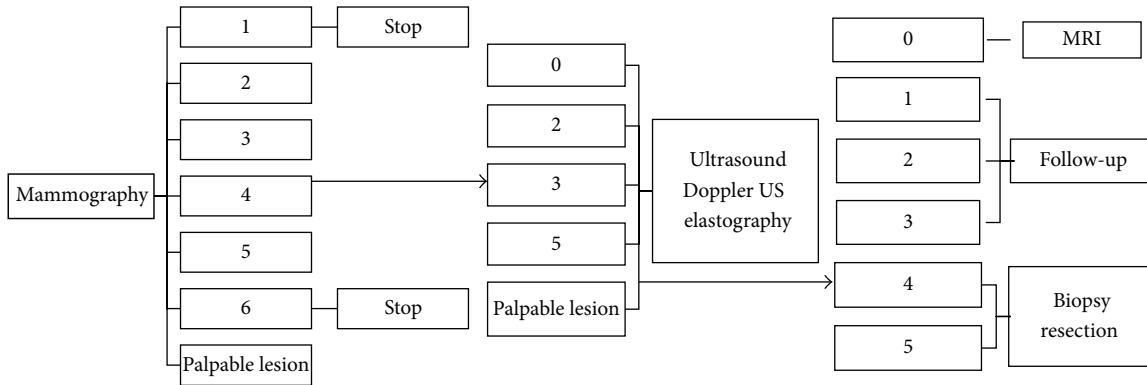 Mammography
1
Stop
2
3
4
5
6
Stop
Palpable lesion
0
2
3
5
Palpable lesion
Ultrasound
Doppler US
elastography
0
MRI
1
2
3
Follow-up
4
5
Biopsy
resection